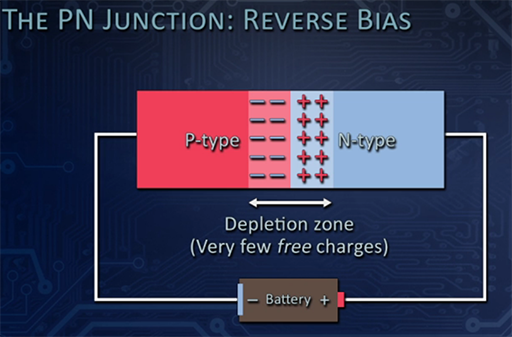 THE PN JUNCTION: REVERSE BIAS
− − + +
− − + +
P-type − − + + N-type
− − + +
− − + +
Depletion zone
(Very few free charges)
− Battery +